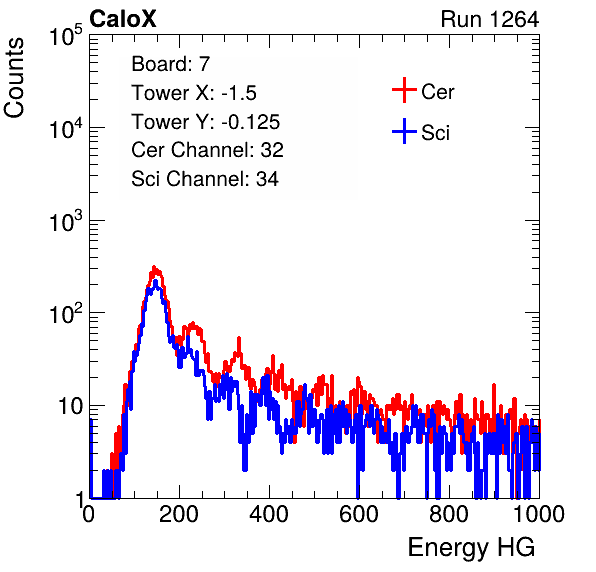 CaloX
Run 1264
Counts
Board: 7
Tower X: -1.5
Tower Y: -0.125
Cer Channel: 32
Sci Channel: 34
Cer
Sci
10^5
10^4
10^3
10^2
10
1
0 200 400 600 800 1000
Energy HG